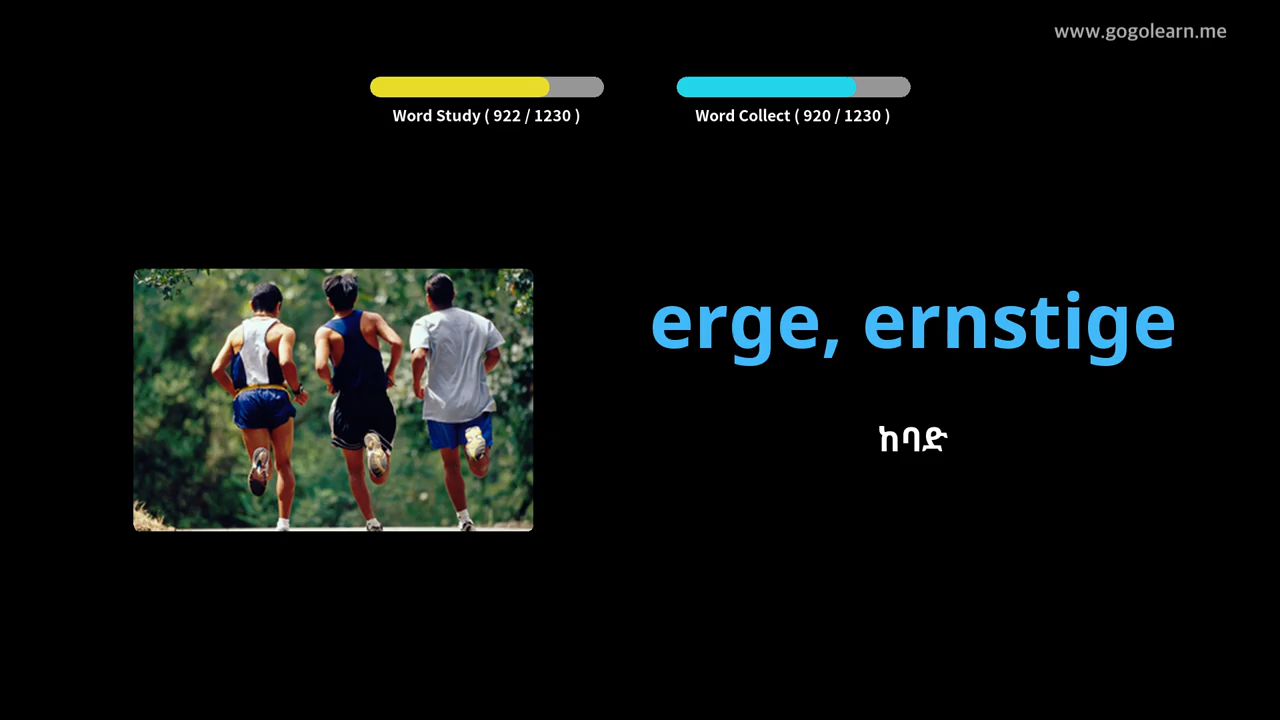 www.gogolearn.me
Word Study ( 922 / 1230 )
Word Collect ( 920 / 1230 )
erge, ernstige
ከባድ